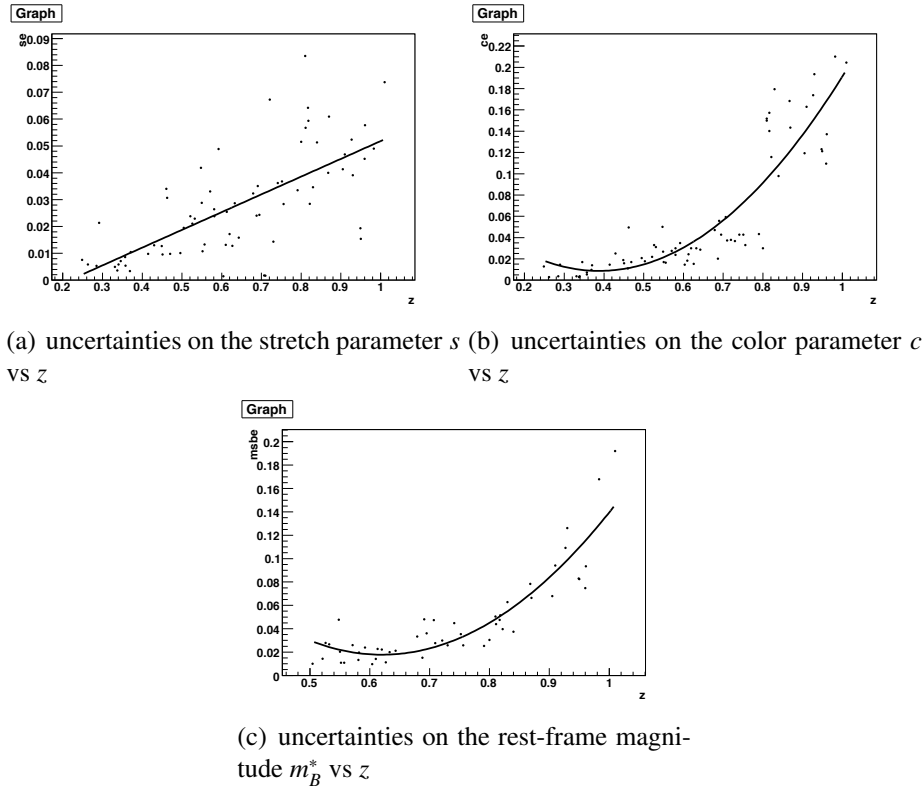 Graph
se
0.09
0.08
0.07
0.06
0.05
0.04
0.03
0.02
0.01
0
0.2 0.3 0.4 0.5 0.6 0.7 0.8 0.9 1
z
Graph
ce
0.22
0.2
0.18
0.16
0.14
0.12
0.1
0.08
0.06
0.04
0.02
0
0.2 0.3 0.4 0.5 0.6 0.7 0.8 0.9 1
z
(a) uncertainties on the stretch parameter s
vs z
(b) uncertainties on the color parameter c
vs z
Graph
msbe
0.2
0.18
0.16
0.14
0.12
0.1
0.08
0.06
0.04
0.02
0
0.5 0.6 0.7 0.8 0.9 1
z
(c) uncertainties on the rest-frame magni-
tude m*B vs z